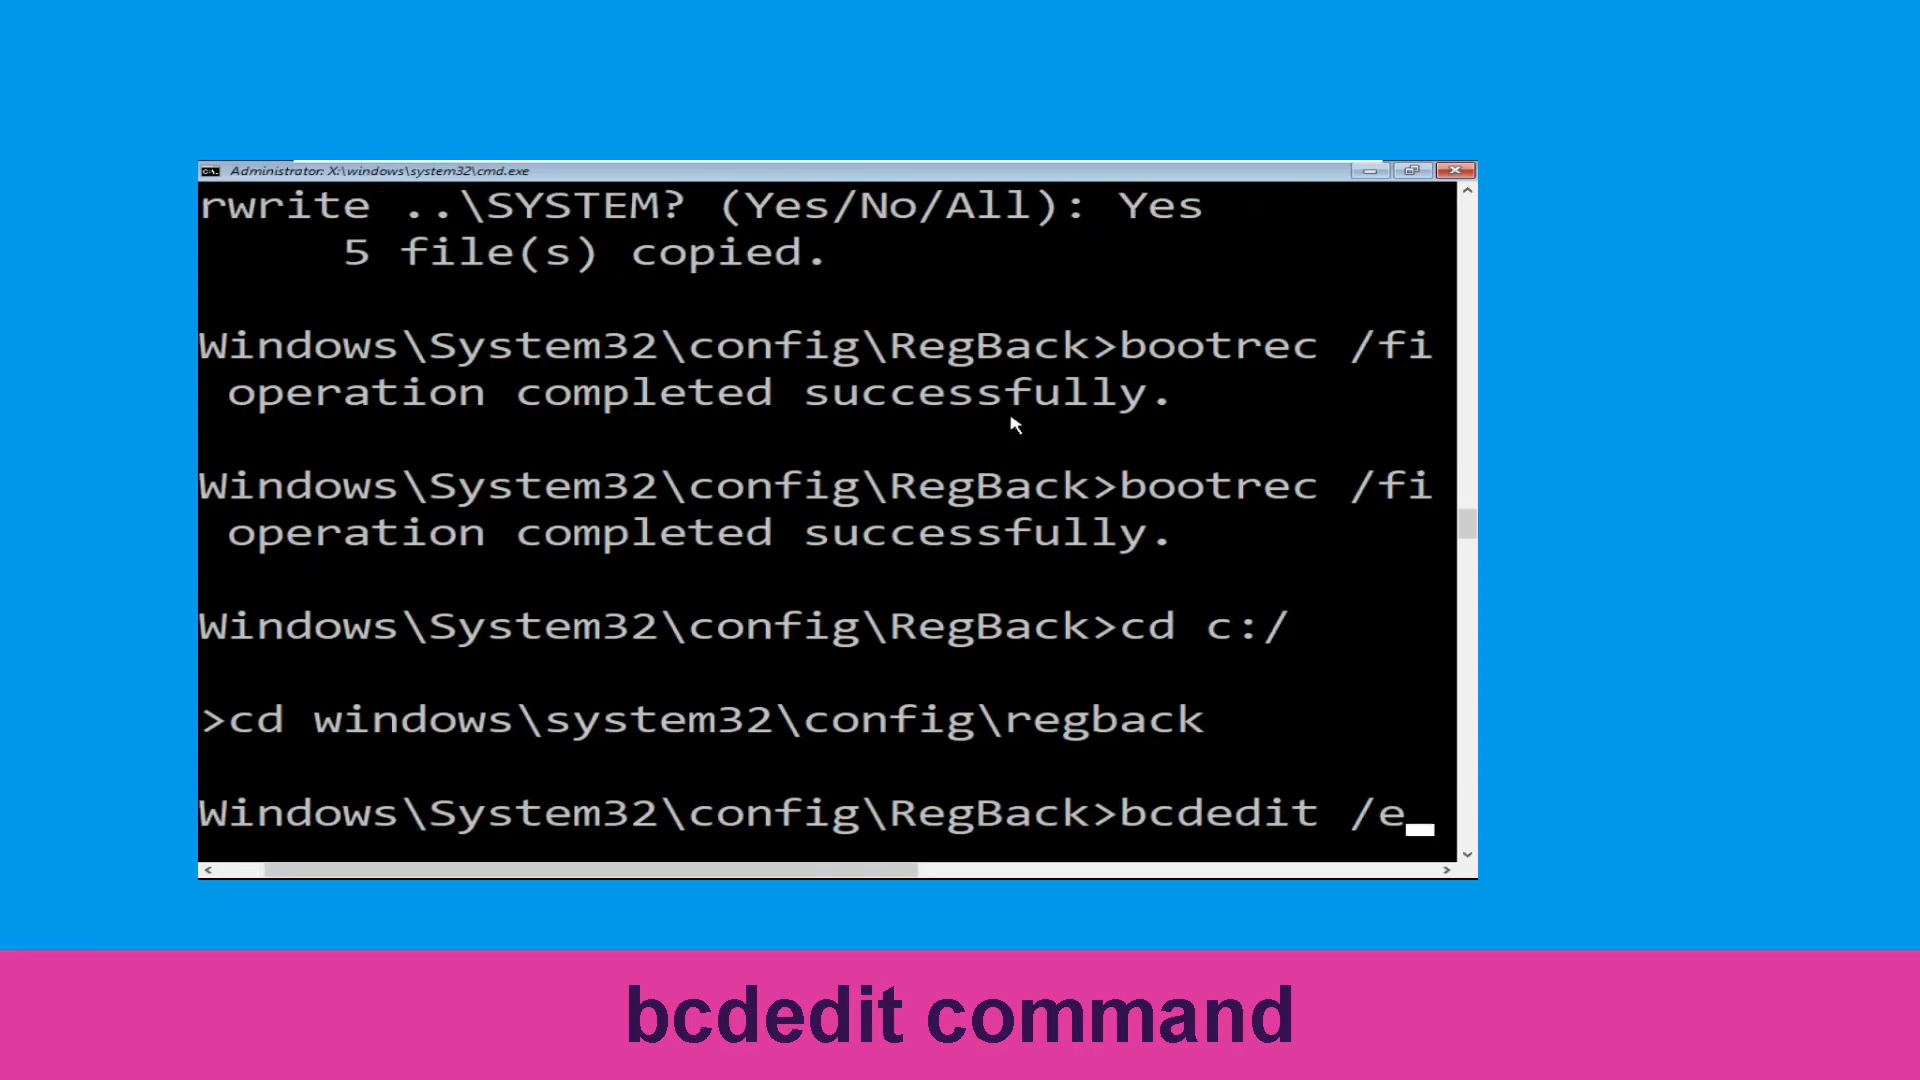 Administrator: X:\windows\system32\cmd.exe
rwrite ..\SYSTEM? (Yes/No/All): Yes
5 file(s) copied.
Windows\System32\config\RegBack>bootrec /fi
operation completed successfully.
Windows\System32\config\RegBack>bootrec /fi
operation completed successfully.
Windows\System32\config\RegBack>cd c:/
>cd windows\system32\config\regback
Windows\System32\config\RegBack>bcdedit /e
bcdedit command